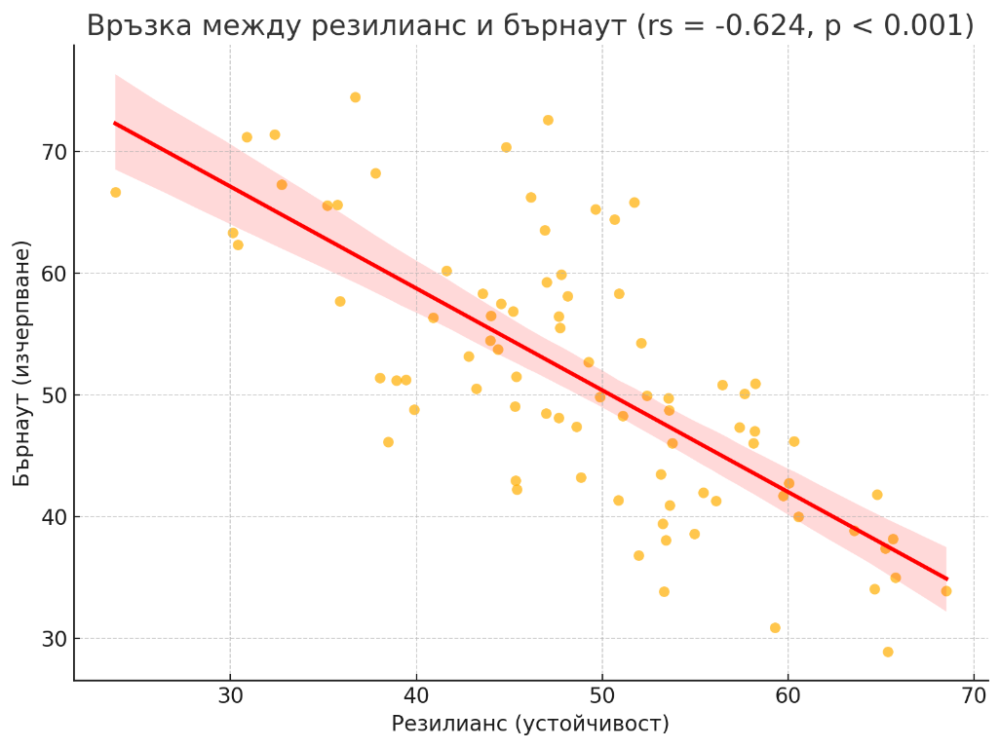 Връзка между резилианс и бърнаут (rs = -0.624, p < 0.001)
Бърнаут (изчерпване)
70
60
50
40
30
30 40 50 60 70
Резилианс (устойчивост)